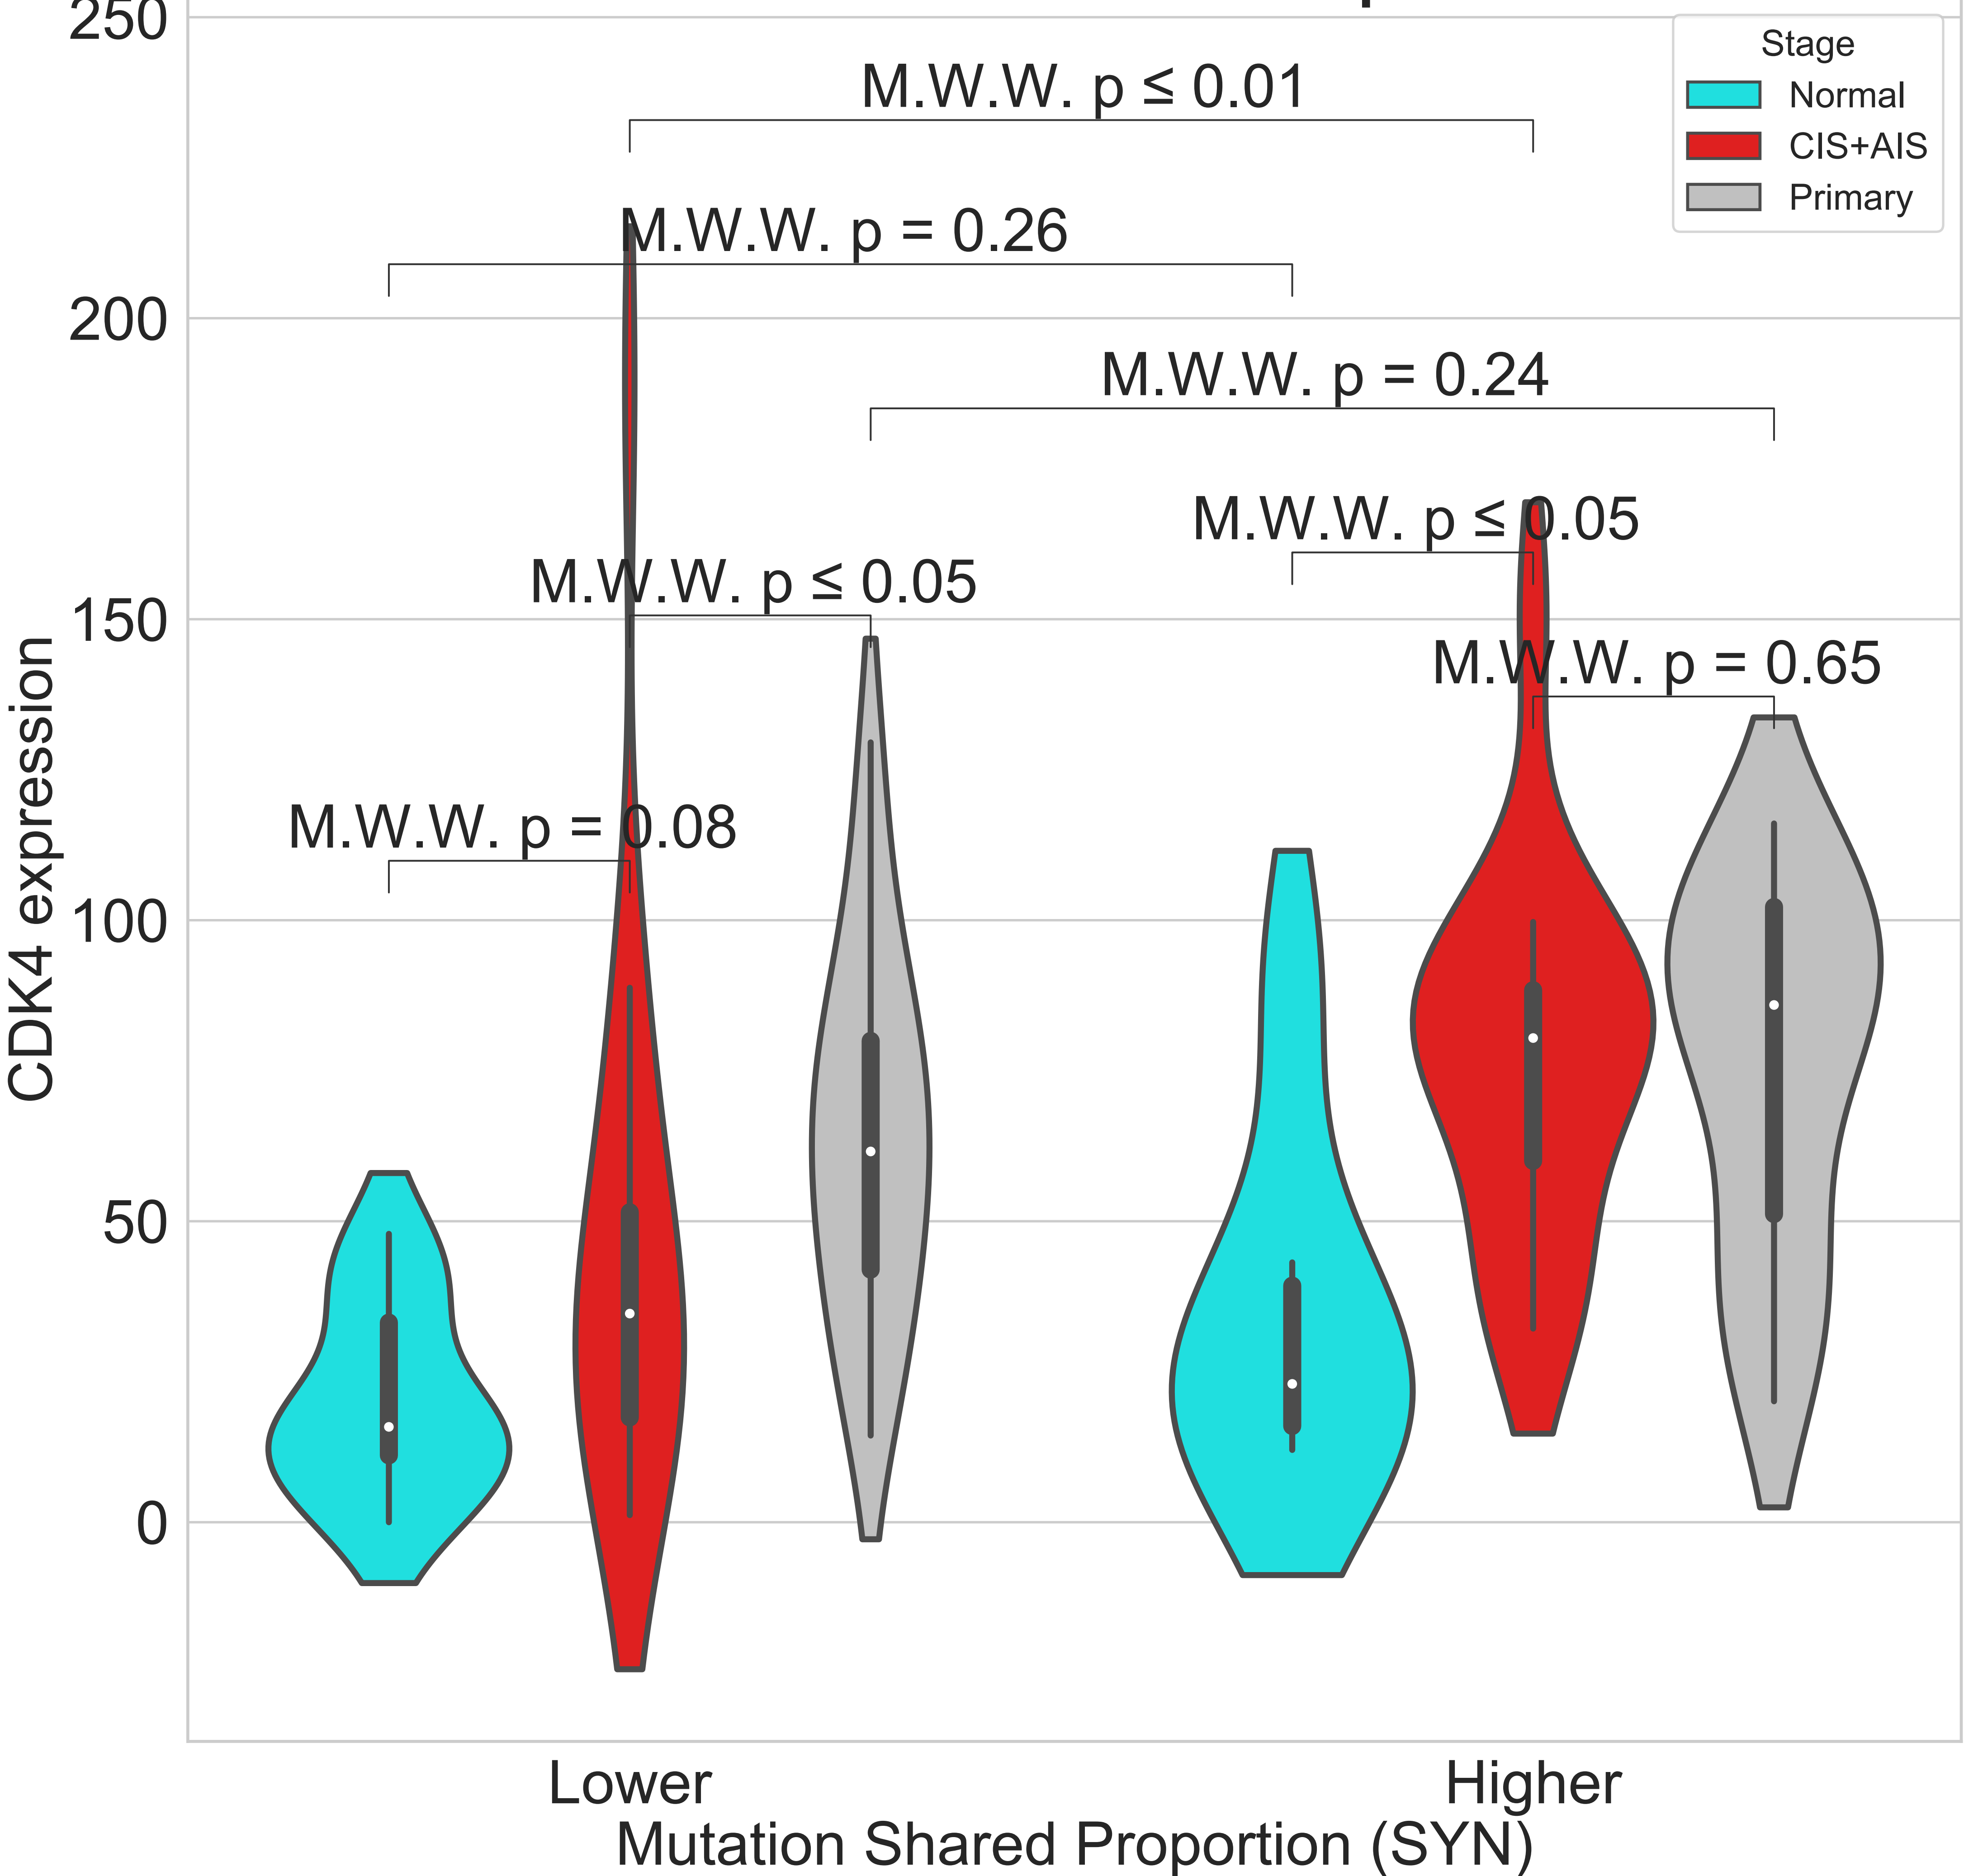 250
Stage
M.W.W. p ≤ 0.01
Normal
CIS+AIS
Primary
M.W.W. p = 0.26
200
M.W.W. p = 0.24
M.W.W. p ≤ 0.05
M.W.W. p ≤ 0.05
150
M.W.W. p = 0.65
M.W.W. p = 0.08
100
CDK4 expression
50
0
Lower
Higher
Mutation Shared Proportion (SYN)